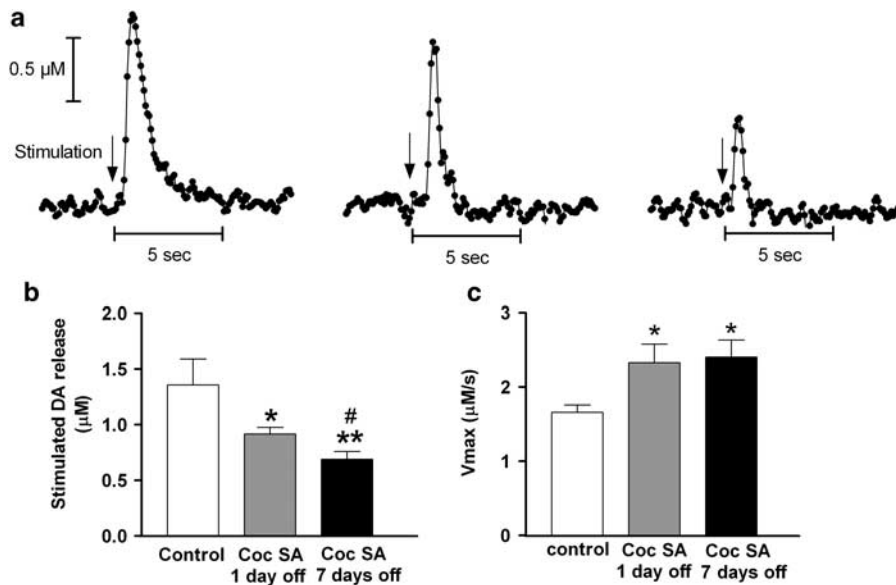 a
0.5 µM
Stimulation
5 sec
5 sec
5 sec
b
Stimulated DA release
(µM)
2.0
1.5
1.0
0.5
0.0
*
#
**
Control
Coc SA
1 day off
Coc SA
7 days off
c
Vmax (µM/s)
3
2
1
0
*
*
control
Coc SA
1 day off
Coc SA
7 days off